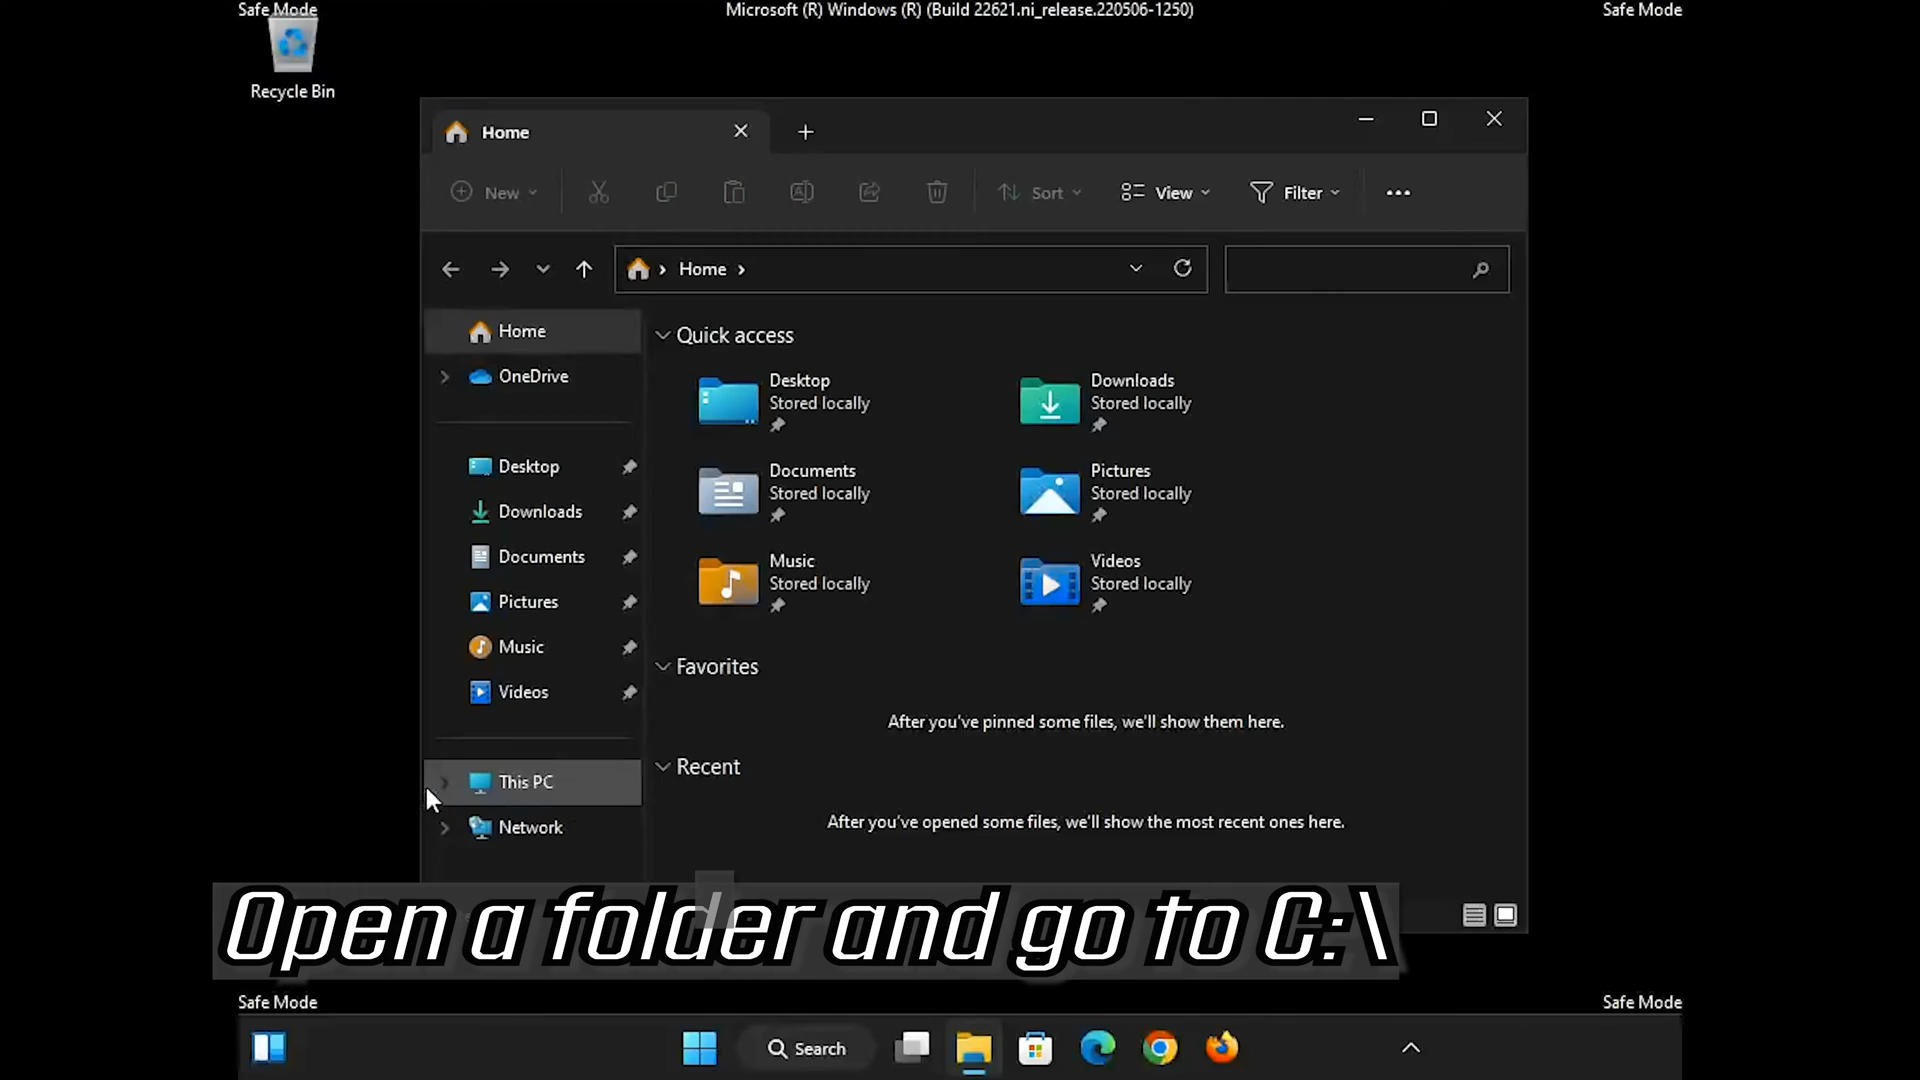 Safe Mode
Microsoft (R) Windows (R) (Build 22621.ni_release.220506-1250)
Safe Mode
Recycle Bin
Home
New
Sort
View
Filter
Home
Home
OneDrive
Desktop
Downloads
Documents
Pictures
Music
Videos
This PC
Network
Quick access
Desktop
Stored locally
Downloads
Stored locally
Documents
Stored locally
Pictures
Stored locally
Music
Stored locally
Videos
Stored locally
Favorites
After you've pinned some files, we'll show them here.
Recent
After you've opened some files, we'll show the most recent ones here.
Open a folder and go to C:\
Safe Mode
Safe Mode
Search